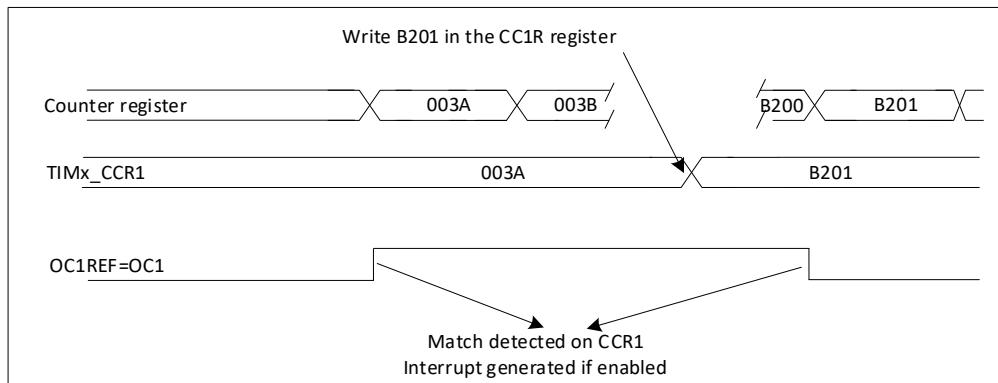 Write B201 in the CC1R register
Counter register 003A 003B B200 B201
TIMx_CCR1 003A B201
OC1REF=OC1
Match detected on CCR1
Interrupt generated if enabled